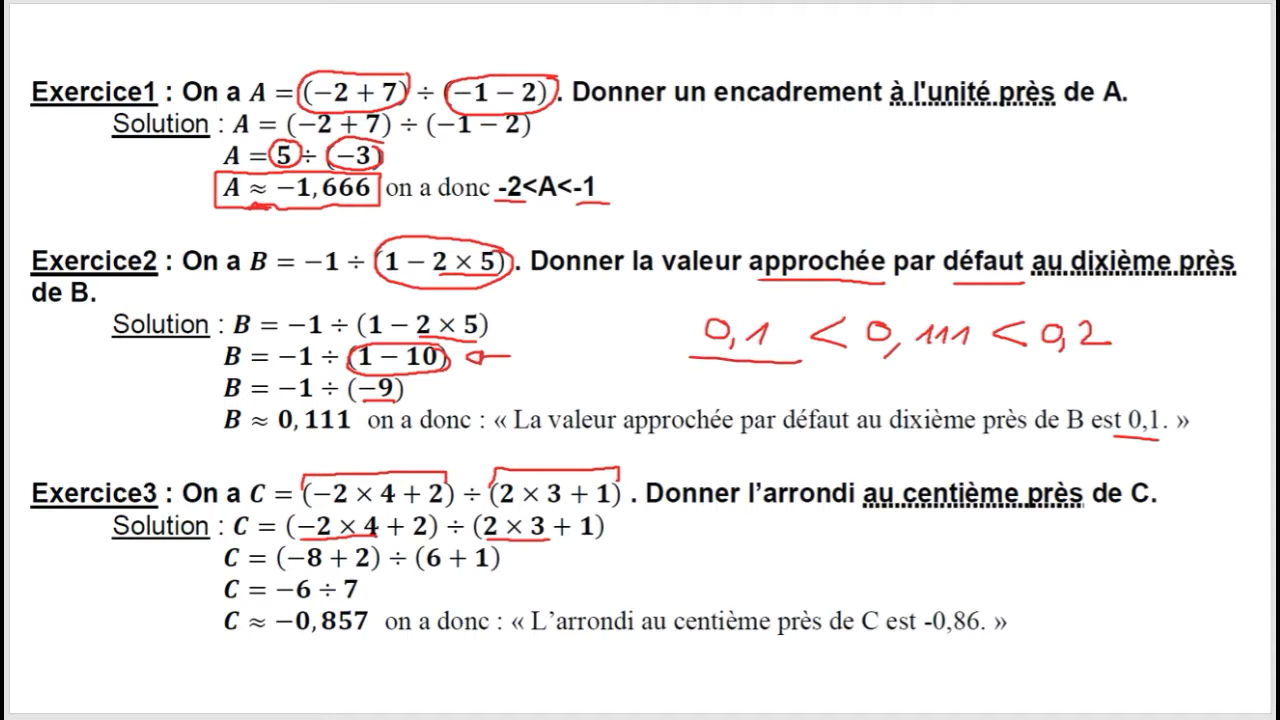 Exercice1 : On a A = (−2 + 7) ÷ (−1 − 2) . Donner un encadrement à l'unité près de A.
Solution : A = (−2 + 7) ÷ (−1 − 2)
A = 5 ÷ (−3)
A ≈ −1,666 on a donc -2<A<-1
Exercice2 : On a B = −1 ÷ (1 − 2 × 5). Donner la valeur approchée par défaut au dixième près
de B.
Solution : B = −1 ÷ (1 − 2 × 5)
0,1 < 0,111 < 0,2
B = −1 ÷ (1 − 10)
B = −1 ÷ (−9)
B ≈ 0,111 on a donc : « La valeur approchée par défaut au dixième près de B est 0,1. »
Exercice3 : On a C = (−2 × 4 + 2) ÷ (2 × 3 + 1) . Donner l’arrondi au centième près de C.
Solution : C = (−2 × 4 + 2) ÷ (2 × 3 + 1)
C = (−8 + 2) ÷ (6 + 1)
C = −6 ÷ 7
C ≈ −0,857 on a donc : « L’arrondi au centième près de C est -0,86. »